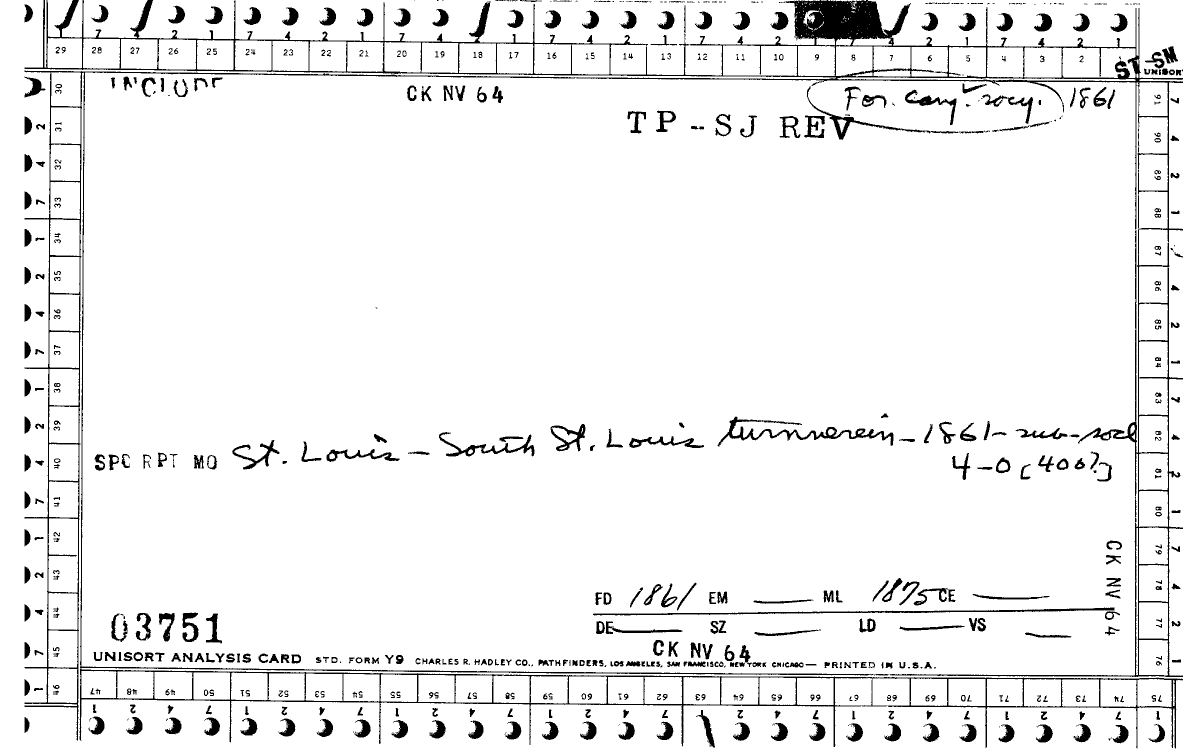 7 4 2 1 7 4 2 1 7 4 2 1 7 4 2 1 7 4 2 1 7 4 2 1
29 28 27 26 25 24 23 22 21 20 19 18 17 16 15 14 13 12 11 10 9 8 7 6 5 4 3 2
ST-SM
UNISORT
INCLUDE
CK NV 64
1861
TP -- SJ REV
SPC RPT MO St. Louis – South St. Louis turnverein – 1861 – sub-socl
4-0 [400?]
FD 1861 EM ML 1875 CE
DE SZ LD VS
03751
CK NV 64
UNISORT ANALYSIS CARD STD. FORM Y9 CHARLES R. HADLEY CO., PATHFINDERS, LOS ANGELES, SAN FRANCISCO, NEW YORK CHICAGO— PRINTED IN U.S.A.
CK NV 64
30 31 32 33 34 35 36 37 38 39 40 41 42 43 44 45 46
91 90 89 88 87 86 85 84 83 82 81 80 79 78 77 76
47 48 49 50 51 52 53 54 55 56 57 58 59 60 61 62 63 64 65 66 67 68 69 70 71 72 73 74 75